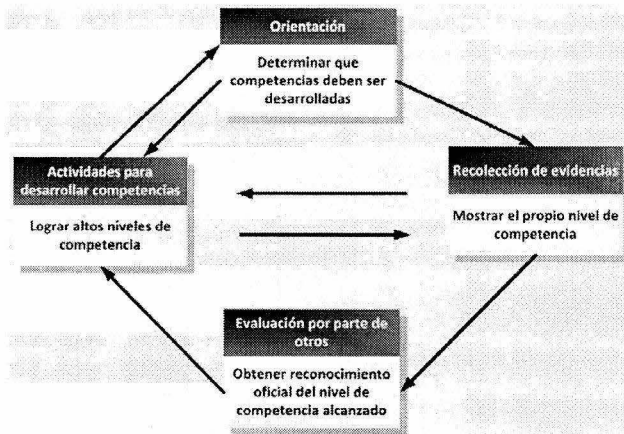 Orientación
Determinar que
competencias deben ser
desarrolladas
Actividades para
desarrollar competencias
Lograr altos niveles de
competencia
Recolección de evidencias
Mostrar el propio nivel de
competencia
Evaluación por parte de
otros
Obtener reconocimiento
oficial del nivel de
competencia alcanzado